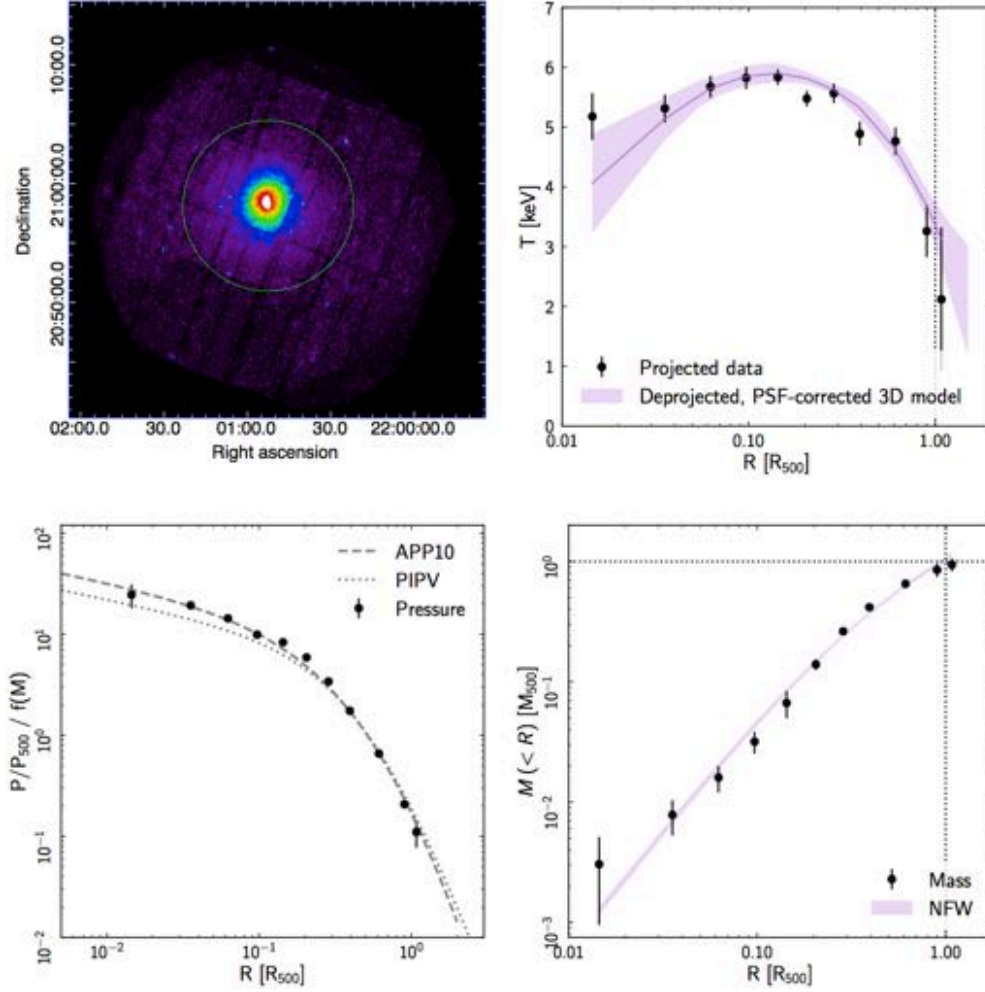 Declination
10:00.0
21:00:00.0
20:50:00.0
02:00.0 30.0 01:00.0 30.0 22:00:00.0
Right ascension
T [keV]
7
6
5
4
3
2
1
0
Projected data
Deprojected, PSF-corrected 3D model
0.01 0.10 1.00
R [R500]
P/P500 / f(M)
10^2
10^1
10^0
10^-1
10^-2
APP10
PIPV
Pressure
10^-2 10^-1 10^0
R [R500]
M (< R) [M500]
10^0
10^-1
10^-2
10^-3
Mass
NFW
0.01 0.10 1.00
R [R500]